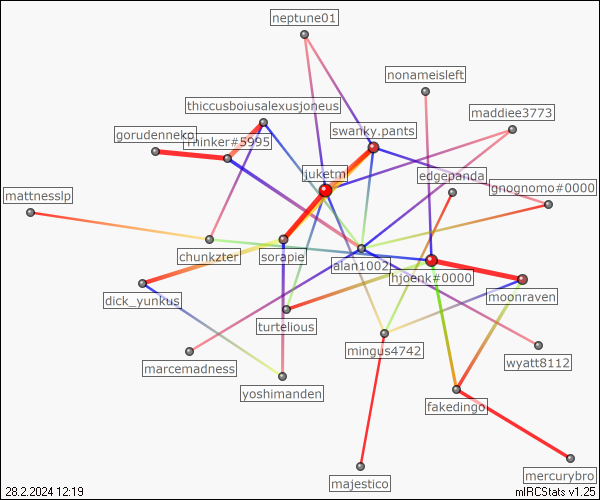 neptune01
nonameisleft
thiccusboiusalexusjoneus
maddiee3773
gorudenneko
minker#5995
swanky.pants
juketml
edgepanda
gnognomo#0000
mattnesslp
chunkzter
sorapie
alan1002
hjoenk#0000
moonraven
dick_yunkus
turtelious
mingus4742
marcemadness
wyatt8112
yoshimanden
fakedingo
majestico
mercurybro
28.2.2024 12:19
mIRCStats v1.25